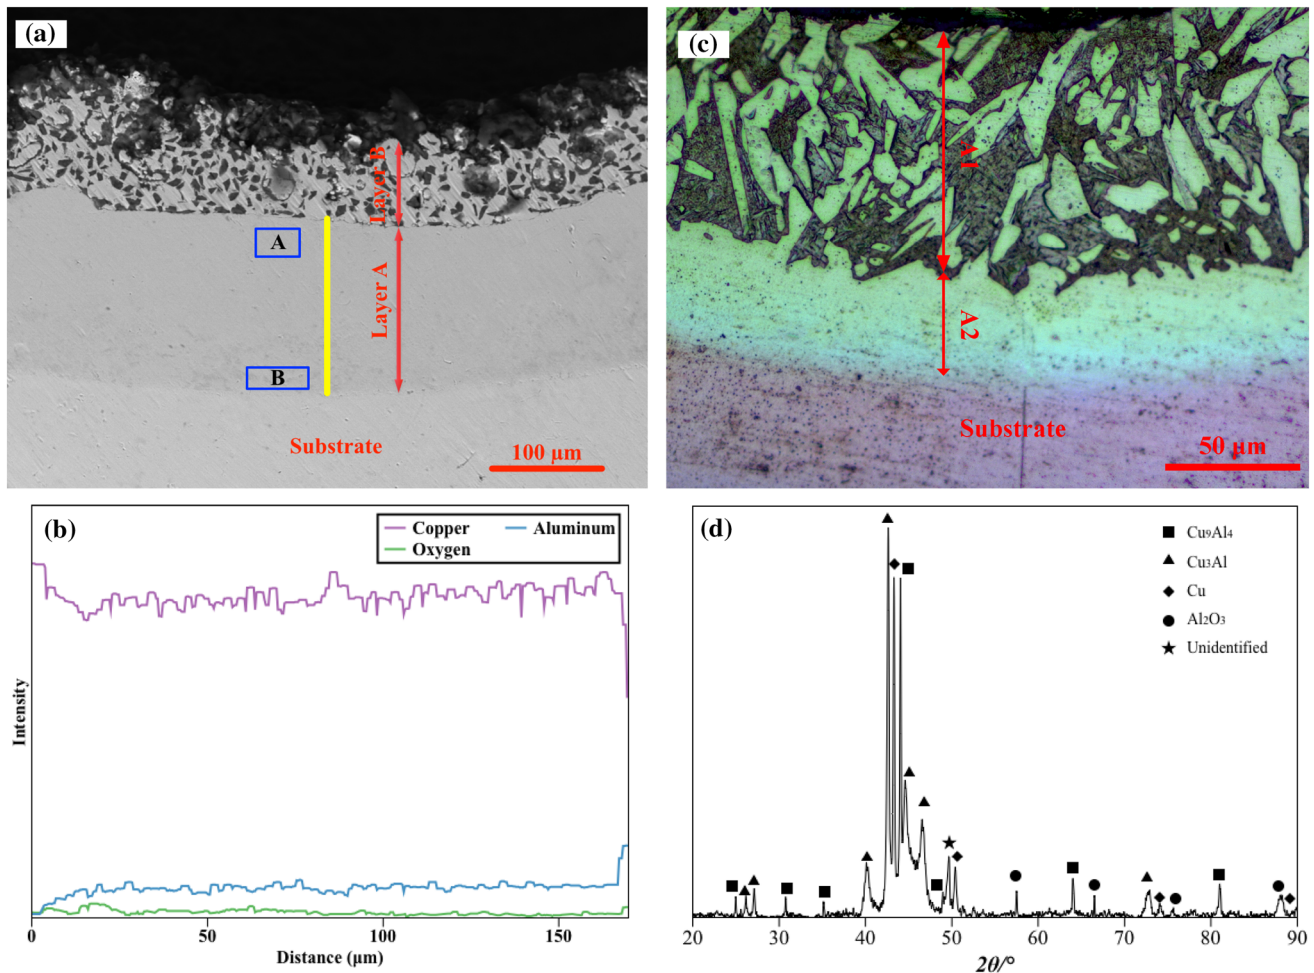 (a)
Layer B
A
Layer A
B
Substrate
100 μm
(c)
A1
A2
Substrate
50 μm
(b)
Copper
Aluminum
Oxygen
Intensity
0
50
100
150
Distance (μm)
(d)
Cu9Al4
Cu3Al
Cu
Al2O3
Unidentified
20
30
40
50
60
70
80
90
2θ/°